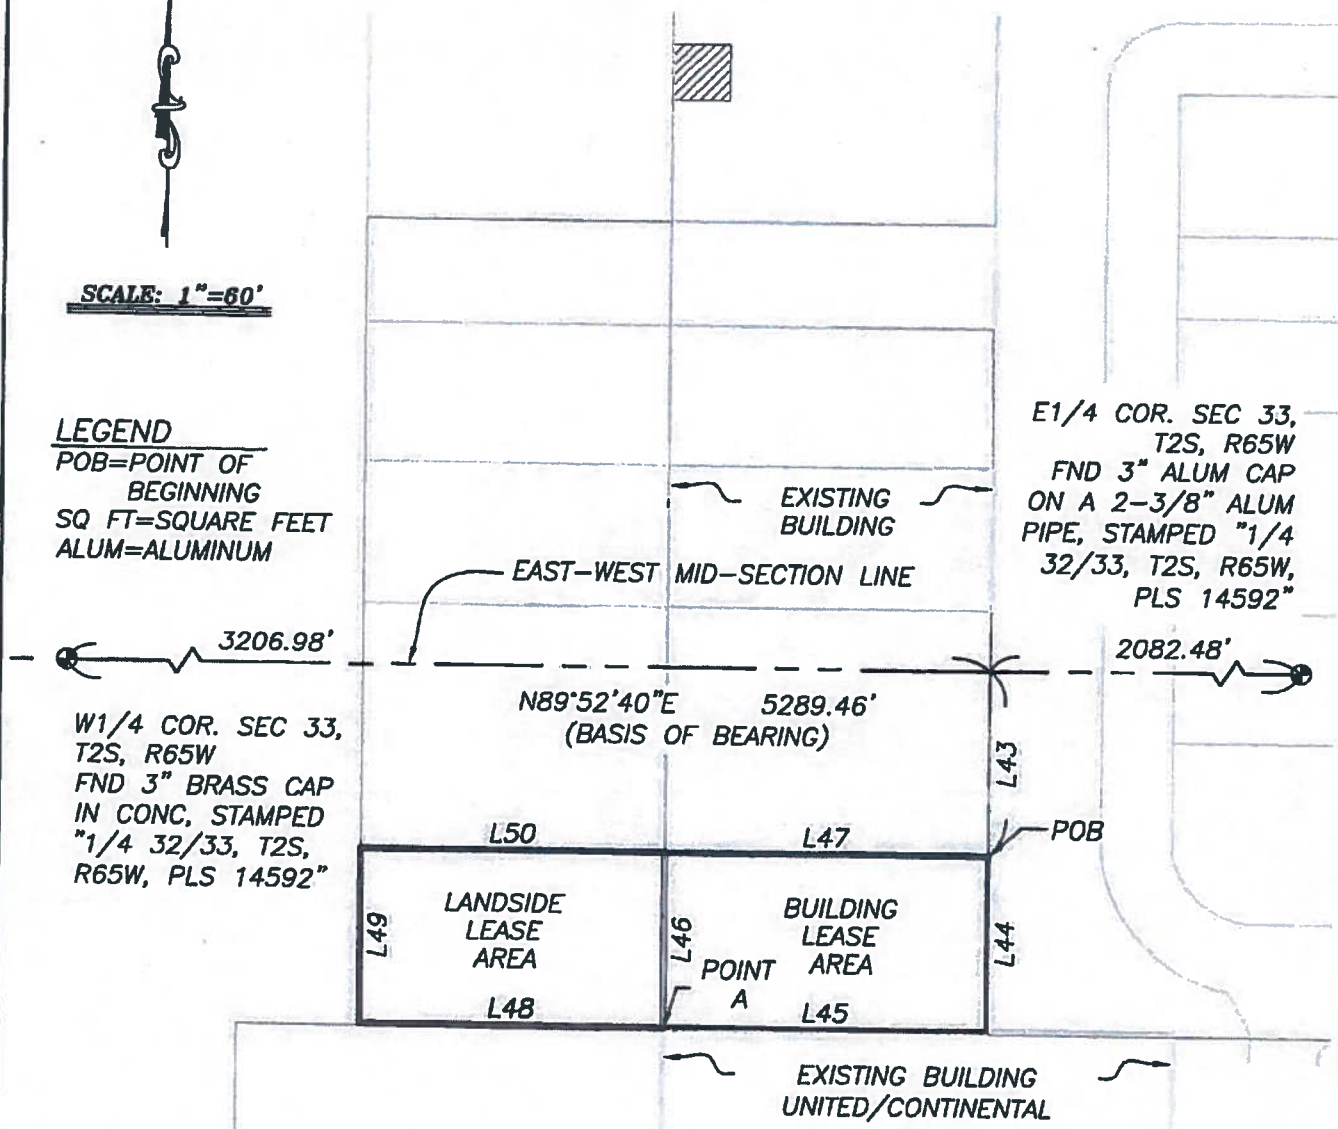 SCALE: 1"=60'
LEGEND
POB=POINT OF
BEGINNING
SQ FT=SQUARE FEET
ALUM=ALUMINUM
E1/4 COR. SEC 33,
T2S, R65W
FND 3" ALUM CAP
ON A 2-3/8" ALUM
PIPE, STAMPED "1/4
32/33, T2S, R65W,
PLS 14592"
EXISTING
BUILDING
EAST-WEST MID-SECTION LINE
3206.98'
2082.48'
N89°52'40"E 5289.46'
(BASIS OF BEARING)
W1/4 COR. SEC 33,
T2S, R65W
FND 3" BRASS CAP
IN CONC, STAMPED
"1/4 32/33, T2S,
R65W, PLS 14592"
L43
POB
L50
L47
L49
LANDSIDE
LEASE
AREA
L46
BUILDING
LEASE
AREA
L44
POINT
A
L48
L45
EXISTING BUILDING
UNITED/CONTINENTAL